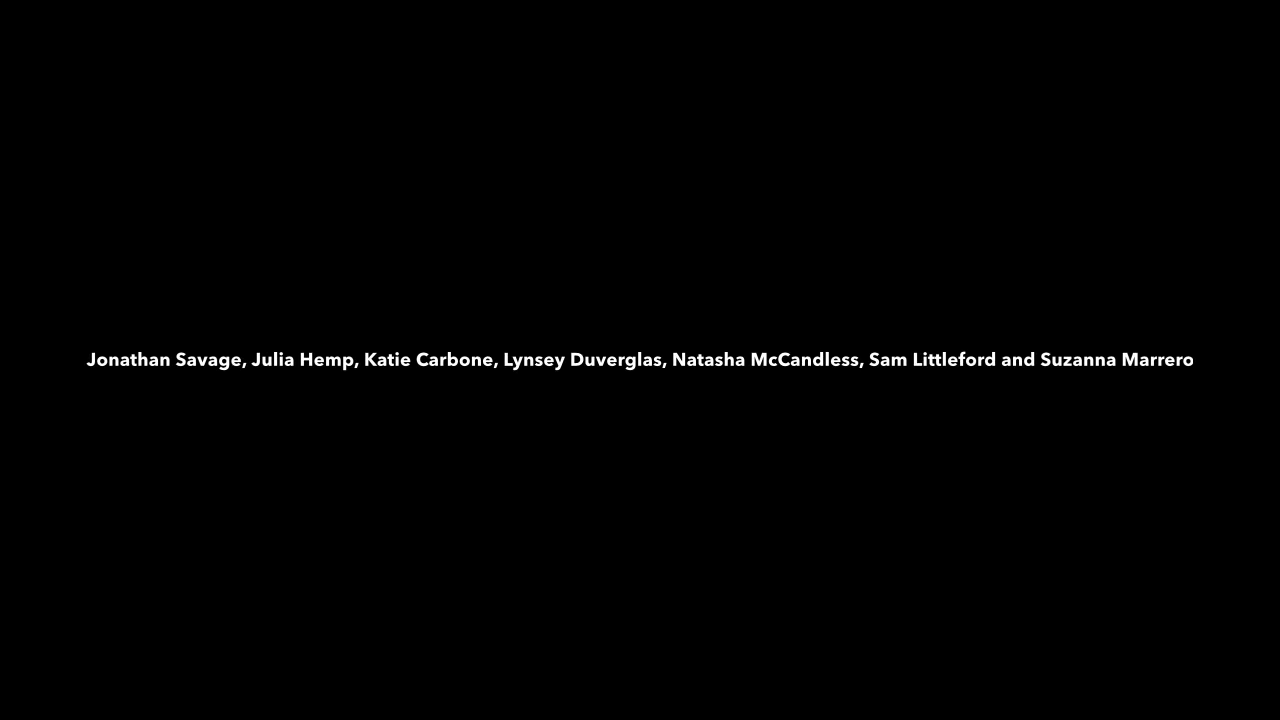 Jonathan Savage, Julia Hemp, Katie Carbone, Lynsey Duverglas, Natasha McCandless, Sam Littleford and Suzanna Marrero